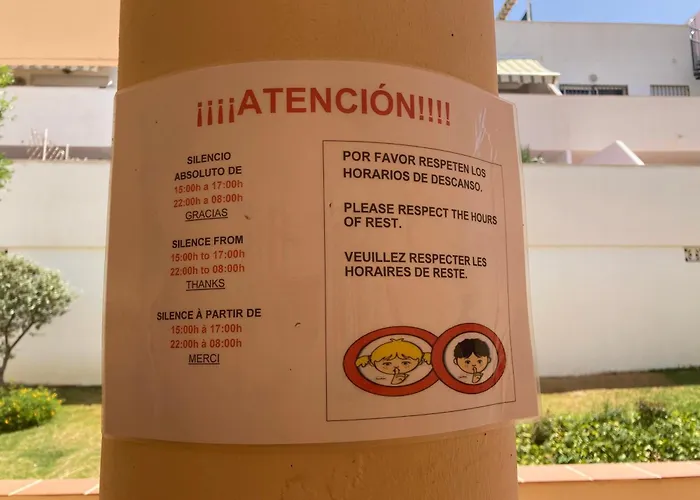 ¡¡¡¡ATENCIÓN!!!!
SILENCIO
ABSOLUTO DE
15:00h a 17:00h
22:00h a 08:00h
GRACIAS
SILENCE FROM
15:00h to 17:00h
22:00h to 08:00h
THANKS
SILENCE À PARTIR DE
15:00h à 17:00h
22:00h à 08:00h
MERCI
POR FAVOR RESPETEN LOS
HORARIOS DE DESCANSO.
PLEASE RESPECT THE HOURS
OF REST.
VEUILLEZ RESPECTER LES
HORAIRES DE RESTE.